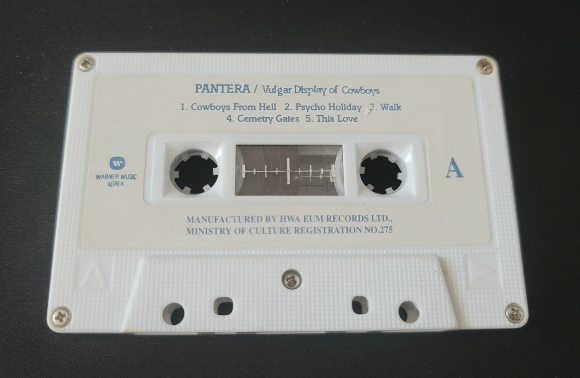 PANTERA / Vulgar Display of Cowboys
1. Cowboys From Hell 2. Psycho Holiday 3. Walk
4. Cemetry Gates 5. This Love
WARNER MUSIC
KOREA
A
MANUFACTURED BY HWA EUM RECORDS LTD.,
MINISTRY OF CULTURE REGISTRATION NO.275